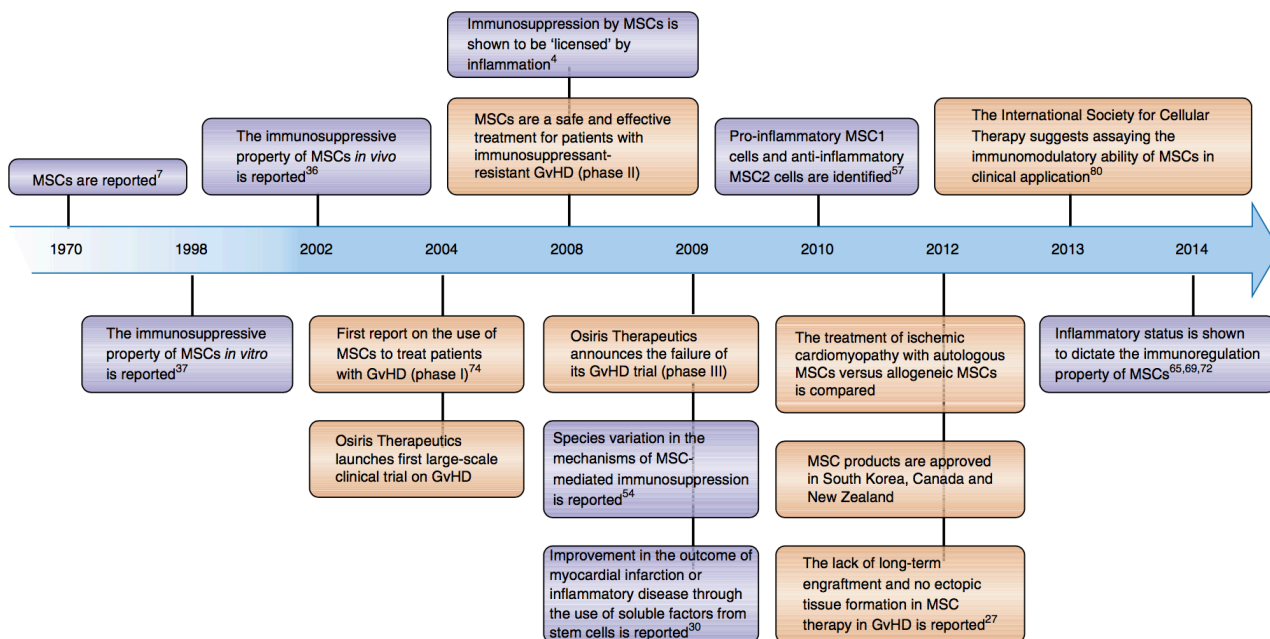 Immunosuppression by MSCs is
shown to be ‘licensed’ by
inflammation4
MSCs are a safe and effective
treatment for patients with
immunosuppressant-
resistant GvHD (phase II)
The International Society for Cellular
Therapy suggests assaying the
immunomodulatory ability of MSCs in
clinical application80
The immunosuppressive
property of MSCs in vivo
is reported36
Pro-inflammatory MSC1
cells and anti-inflammatory
MSC2 cells are identified57
MSCs are reported7
1970
1998
2002
2004
2008
2009
2010
2012
2013
2014
The immunosuppressive
property of MSCs in vitro
is reported37
First report on the use of
MSCs to treat patients
with GvHD (phase I)74
Osiris Therapeutics
launches first large-scale
clinical trial on GvHD
Osiris Therapeutics
announces the failure of
its GvHD trial (phase III)
Species variation in the
mechanisms of MSC-
mediated immunosuppression
is reported54
Improvement in the outcome of
myocardial infarction or
inflammatory disease through
the use of soluble factors from
stem cells is reported30
The treatment of ischemic
cardiomyopathy with autologous
MSCs versus allogeneic MSCs
is compared
MSC products are approved
in South Korea, Canada and
New Zealand
The lack of long-term
engraftment and no ectopic
tissue formation in MSC
therapy in GvHD is reported27
Inflammatory status is shown
to dictate the immunoregulation
property of MSCs65,69,72